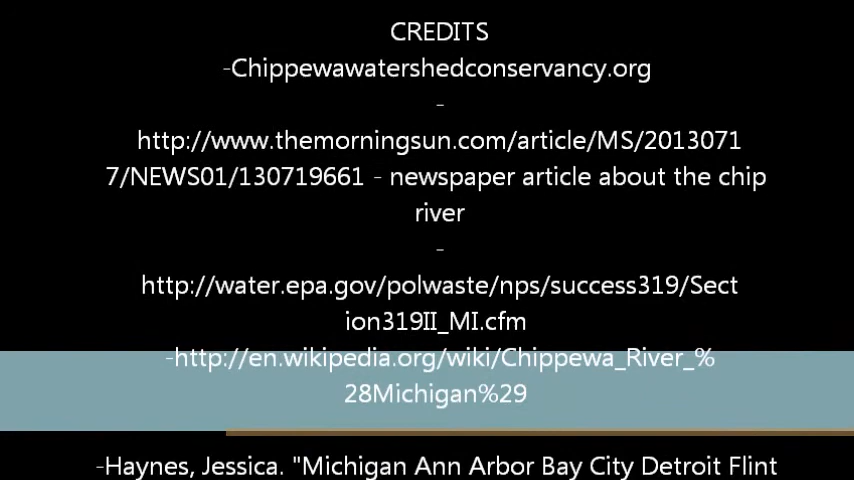 CREDITS
-Chippewawatershedconservancy.org
-
http://www.themorningsun.com/article/MS/2013071
7/NEWS01/130719661 - newspaper article about the chip
river
-
http://water.epa.gov/polwaste/nps/success319/Sect
ion319II_MI.cfm
-http://en.wikipedia.org/wiki/Chippewa_River_%
28Michigan%29
-Haynes, Jessica. "Michigan Ann Arbor Bay City Detroit Flint